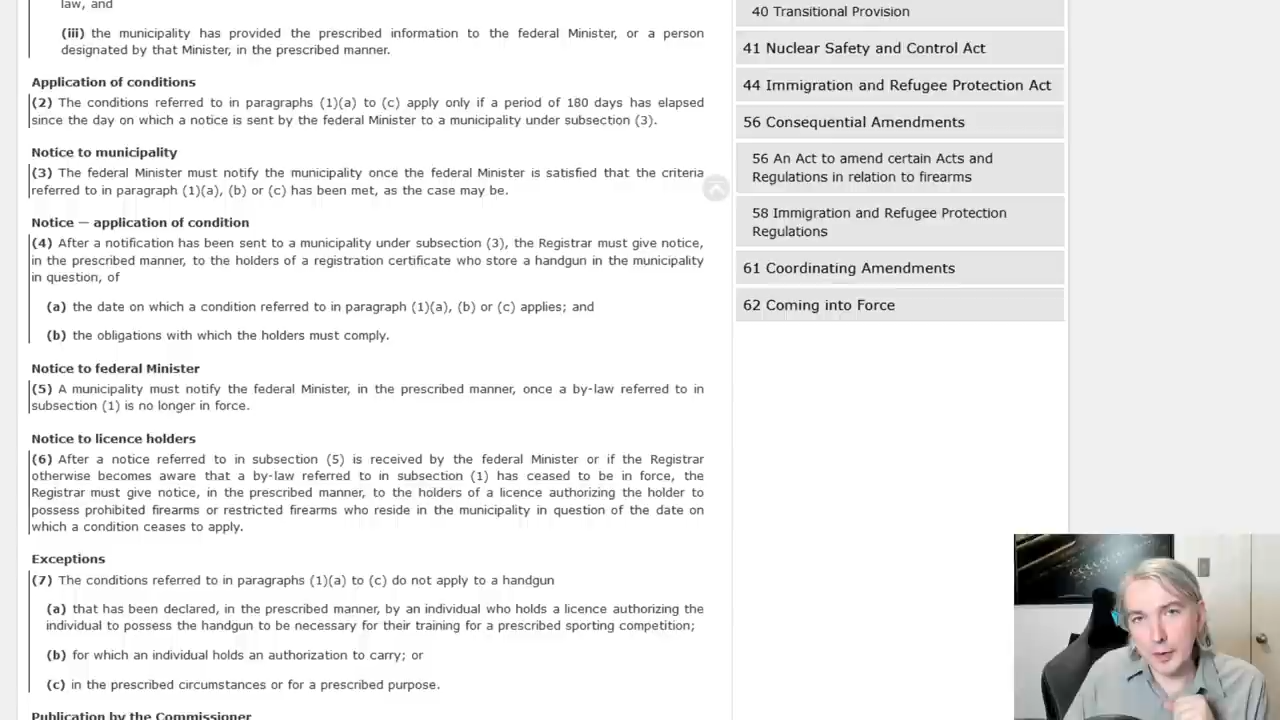 law, and
(iii) the municipality has provided the prescribed information to the federal Minister, or a person
designated by that Minister, in the prescribed manner.
Application of conditions
(2) The conditions referred to in paragraphs (1)(a) to (c) apply only if a period of 180 days has elapsed
since the day on which a notice is sent by the federal Minister to a municipality under subsection (3).
Notice to municipality
(3) The federal Minister must notify the municipality once the federal Minister is satisfied that the criteria
referred to in paragraph (1)(a), (b) or (c) has been met, as the case may be.
Notice — application of condition
(4) After a notification has been sent to a municipality under subsection (3), the Registrar must give notice,
in the prescribed manner, to the holders of a registration certificate who store a handgun in the municipality
in question, of
(a) the date on which a condition referred to in paragraph (1)(a), (b) or (c) applies; and
(b) the obligations with which the holders must comply.
Notice to federal Minister
(5) A municipality must notify the federal Minister, in the prescribed manner, once a by-law referred to in
subsection (1) is no longer in force.
Notice to licence holders
(6) After a notice referred to in subsection (5) is received by the federal Minister or if the Registrar
otherwise becomes aware that a by-law referred to in subsection (1) has ceased to be in force, the
Registrar must give notice, in the prescribed manner, to the holders of a licence authorizing the holder to
possess prohibited firearms or restricted firearms who reside in the municipality in question of the date on
which a condition ceases to apply.
Exceptions
(7) The conditions referred to in paragraphs (1)(a) to (c) do not apply to a handgun
(a) that has been declared, in the prescribed manner, by an individual who holds a licence authorizing the
individual to possess the handgun to be necessary for their training for a prescribed sporting competition;
(b) for which an individual holds an authorization to carry; or
(c) in the prescribed circumstances or for a prescribed purpose.
Publication by the Commissioner
40 Transitional Provision
41 Nuclear Safety and Control Act
44 Immigration and Refugee Protection Act
56 Consequential Amendments
56 An Act to amend certain Acts and
Regulations in relation to firearms
58 Immigration and Refugee Protection
Regulations
61 Coordinating Amendments
62 Coming into Force